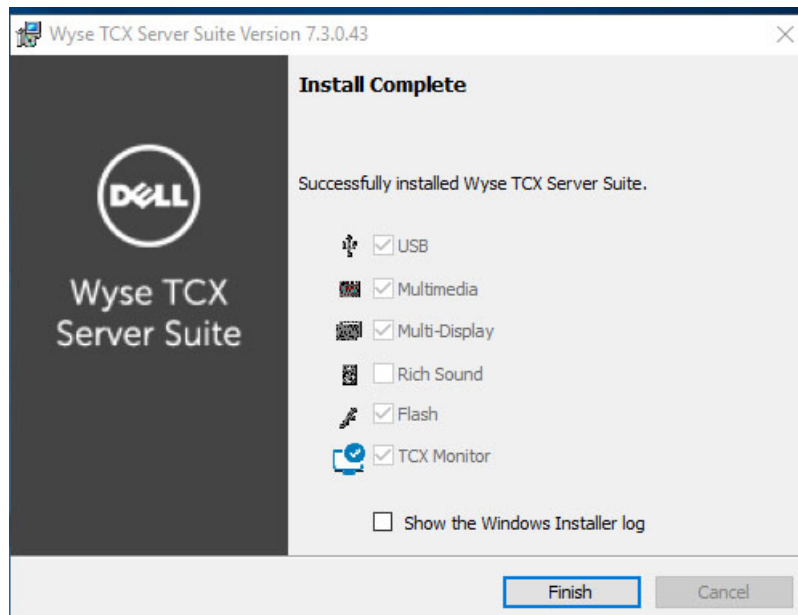 Wyse TCX Server Suite Version 7.3.0.43
Install Complete
DELL
Wyse TCX
Server Suite
Successfully installed Wyse TCX Server Suite.
USB
Multimedia
Multi-Display
Rich Sound
Flash
TCX Monitor
Show the Windows Installer log
Finish
Cancel